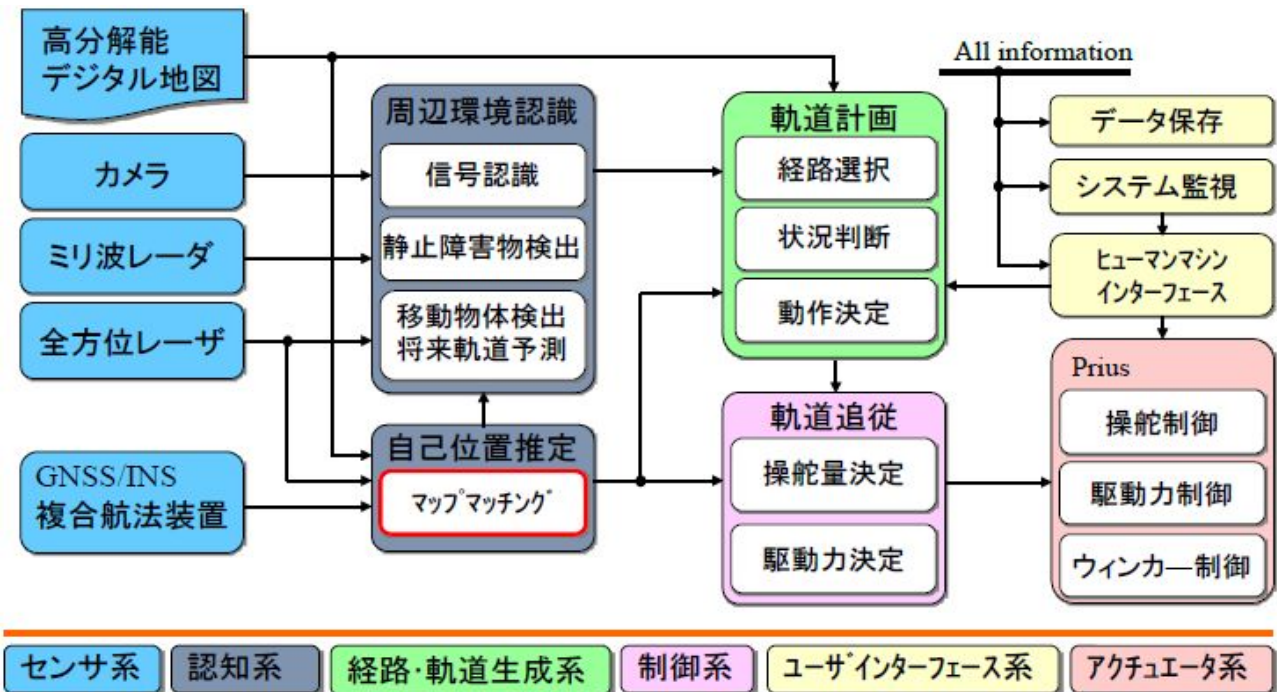 高分解能
デジタル地図
カメラ
ミリ波レーダ
全方位レーザ
GNSS/INS
複合航法装置
周辺環境認識
信号認識
静止障害物検出
移動物体検出
将来軌道予測
自己位置推定
マップマッチング
軌道計画
経路選択
状況判断
動作決定
軌道追従
操舵量決定
駆動力決定
All information
データ保存
システム監視
ヒューマンマシン
インターフェース
Prius
操舵制御
駆動力制御
ウィンカ―制御
センサ系
認知系
経路・軌道生成系
制御系
ユーザインターフェース系
アクチュエータ系